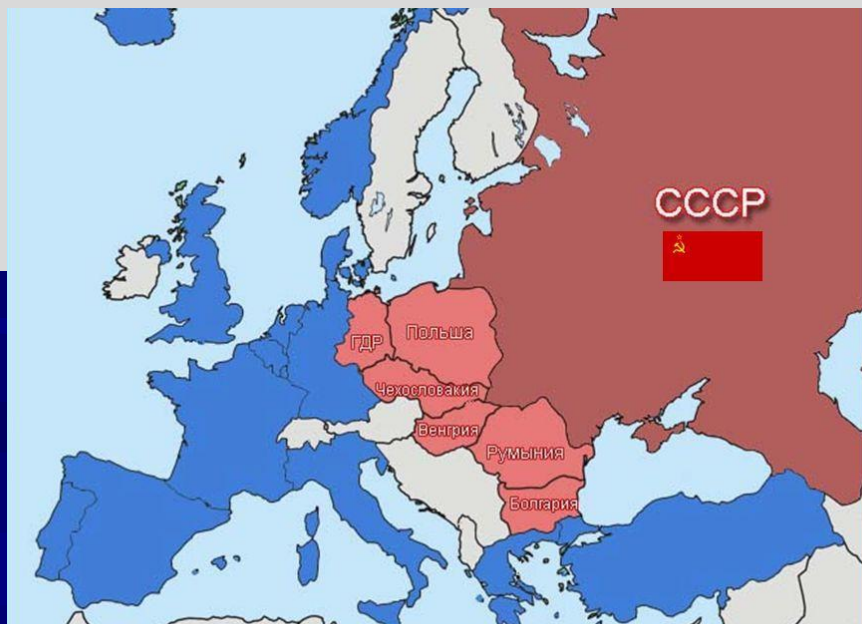 СССР
ГДР
Польша
Чехословакия
Венгрия
Румыния
Болгария